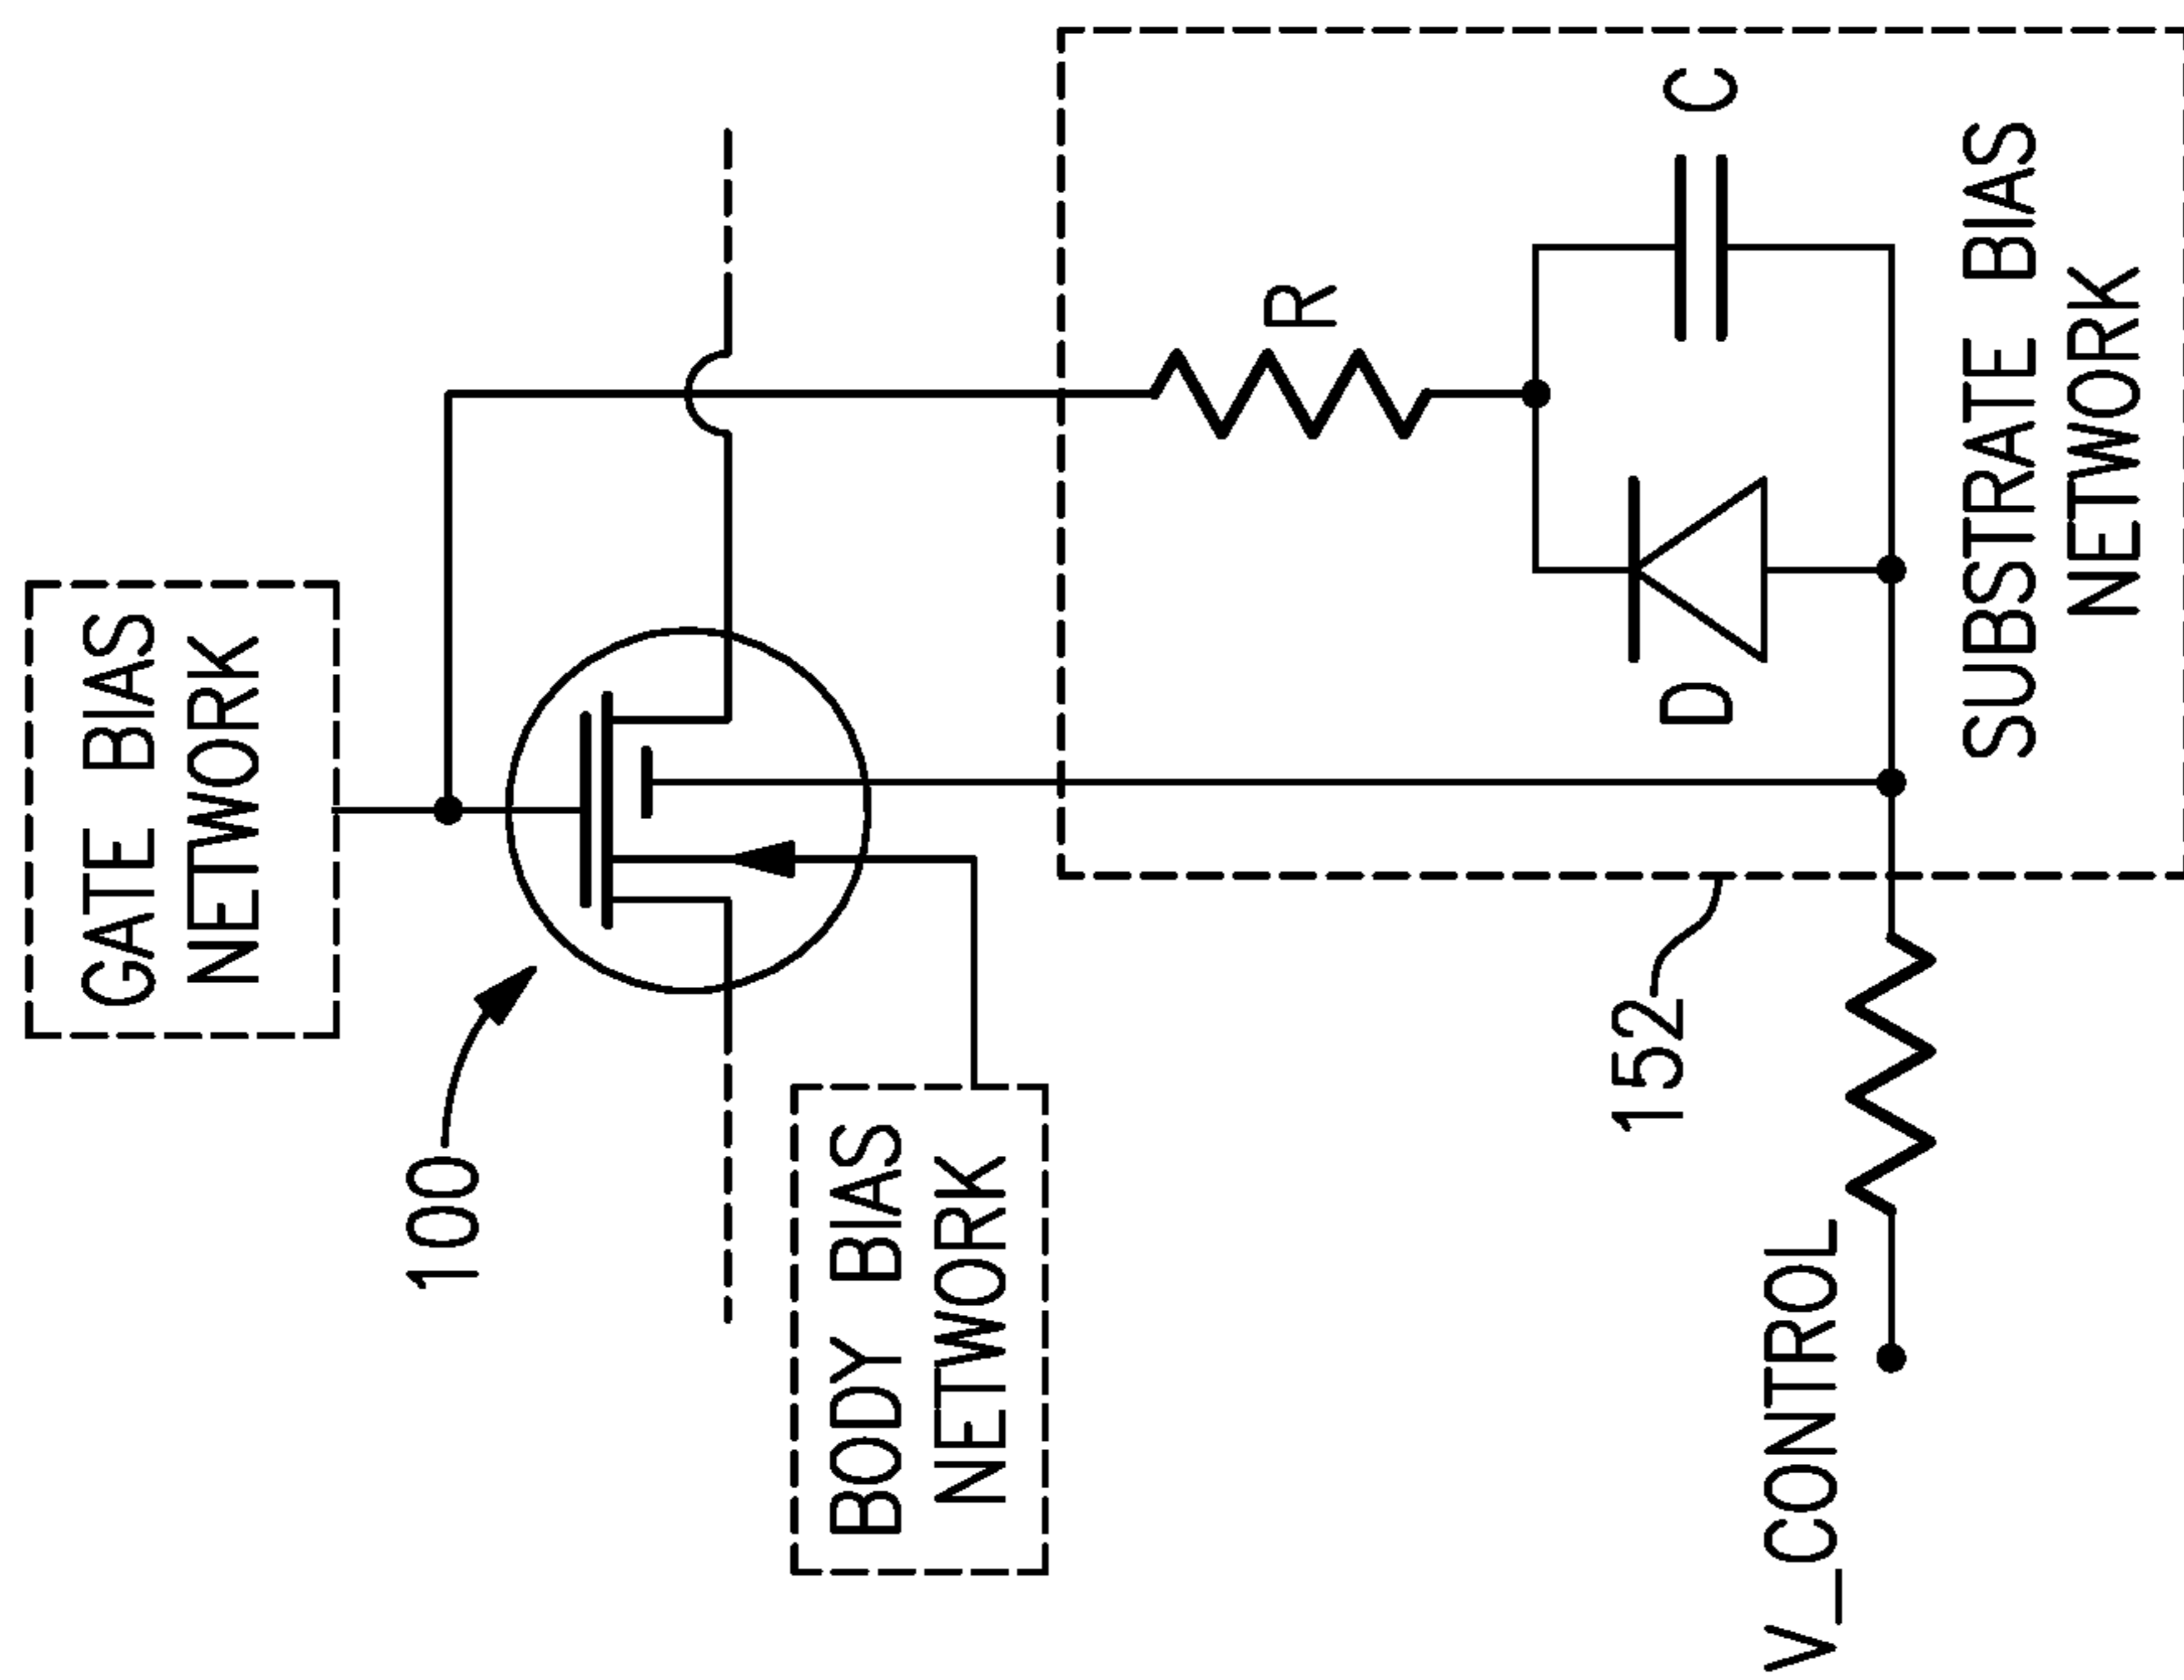 GATE BIAS
NETWORK
100
BODY BIAS
NETWORK
R
D
C
152
V_CONTROL
SUBSTRATE BIAS
NETWORK